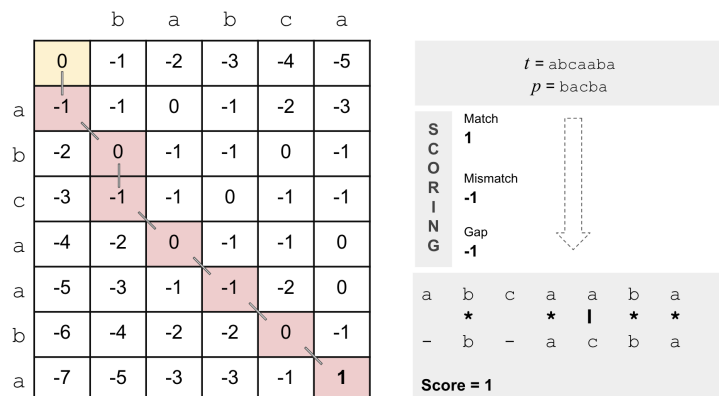 b a b c a
0 -1 -2 -3 -4 -5
a -1 -1 0 -1 -2 -3
b -2 0 -1 -1 0 -1
c -3 -1 -1 0 -1 -1
a -4 -2 0 -1 -1 0
a -5 -3 -1 -1 -2 0
b -6 -4 -2 -2 0 -1
a -7 -5 -3 -3 -1 1
t = abcaaba
p = bacba
SCORING
Match
1
Mismatch
-1
Gap
-1
a b c a a b a
* * | * *
- b - a c b a
Score = 1